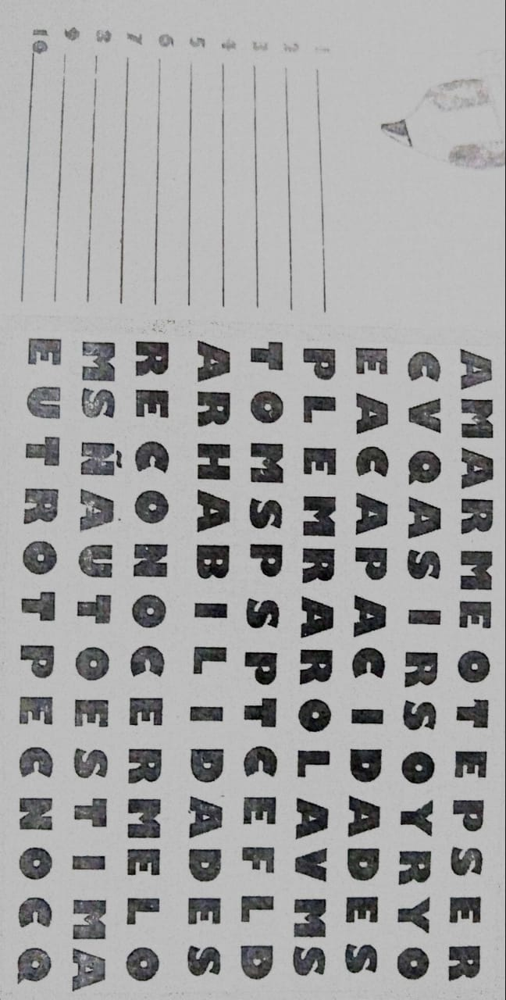 1
2
3
4
5
6
7
8
9
10
A M A R M E O T E P S E R
C V Q A S I R S O Y R Y O
E A C A P A C I D A D E S
P L E M R A R O L A V M S
T O M S P S P T C E F L D
A R H A B I L I D A D E S
R E C O N O C E R M E L O
M S Ñ A U T O E S T I M A
E U T R O T P E C N O C Q